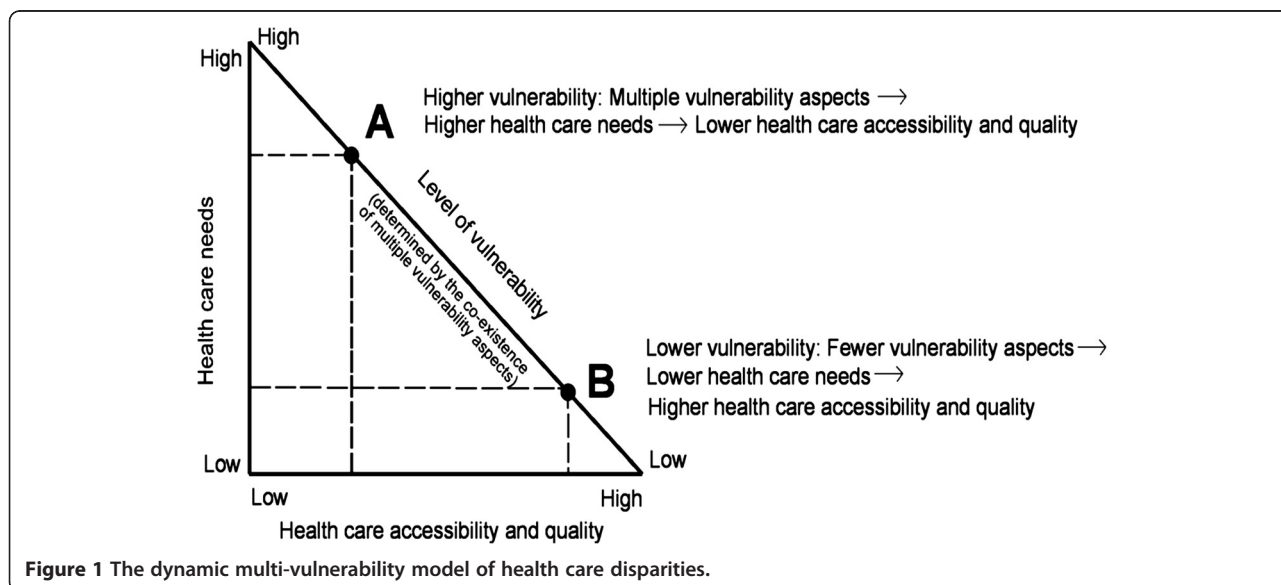 High
High
A
Higher vulnerability: Multiple vulnerability aspects →
Higher health care needs → Lower health care accessibility and quality
Level of vulnerability
(determined by the co-existence
of multiple vulnerability aspects)
Health care needs
B
Lower vulnerability: Fewer vulnerability aspects →
Lower health care needs →
Higher health care accessibility and quality
Low
Low
Low
High
Health care accessibility and quality
Figure 1 The dynamic multi-vulnerability model of health care disparities.